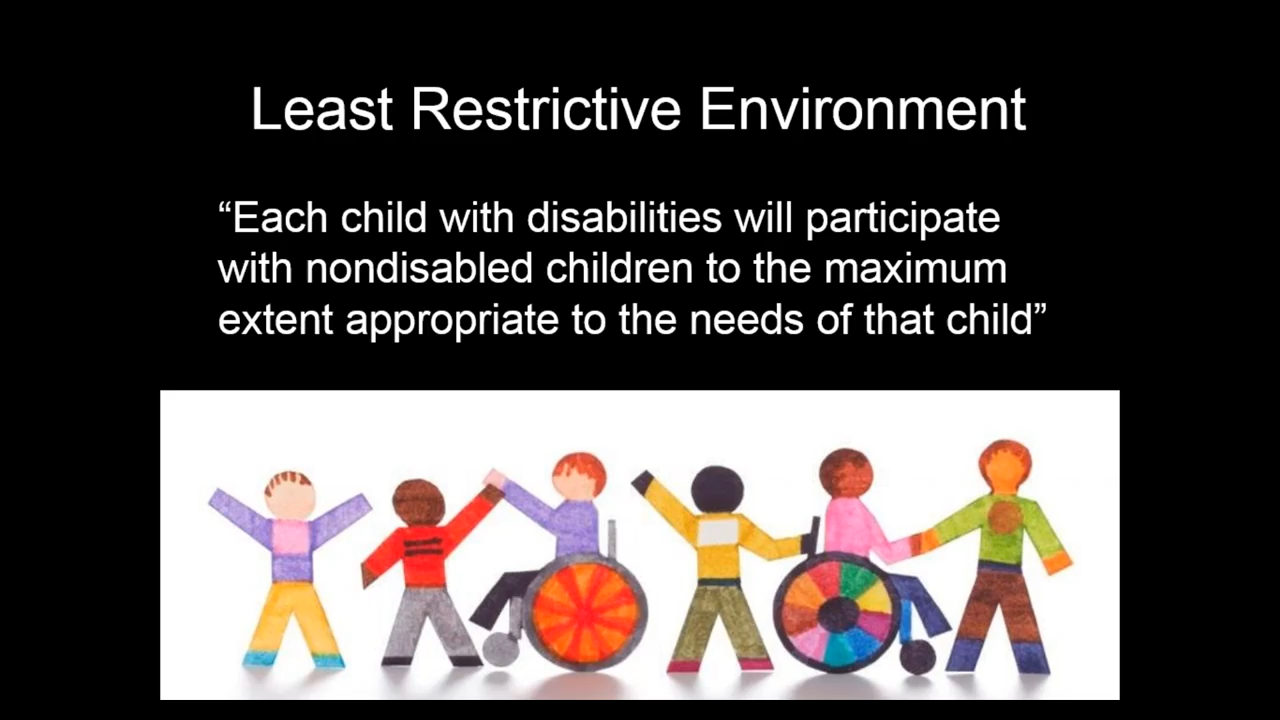 Least Restrictive Environment
“Each child with disabilities will participate
with nondisabled children to the maximum
extent appropriate to the needs of that child”